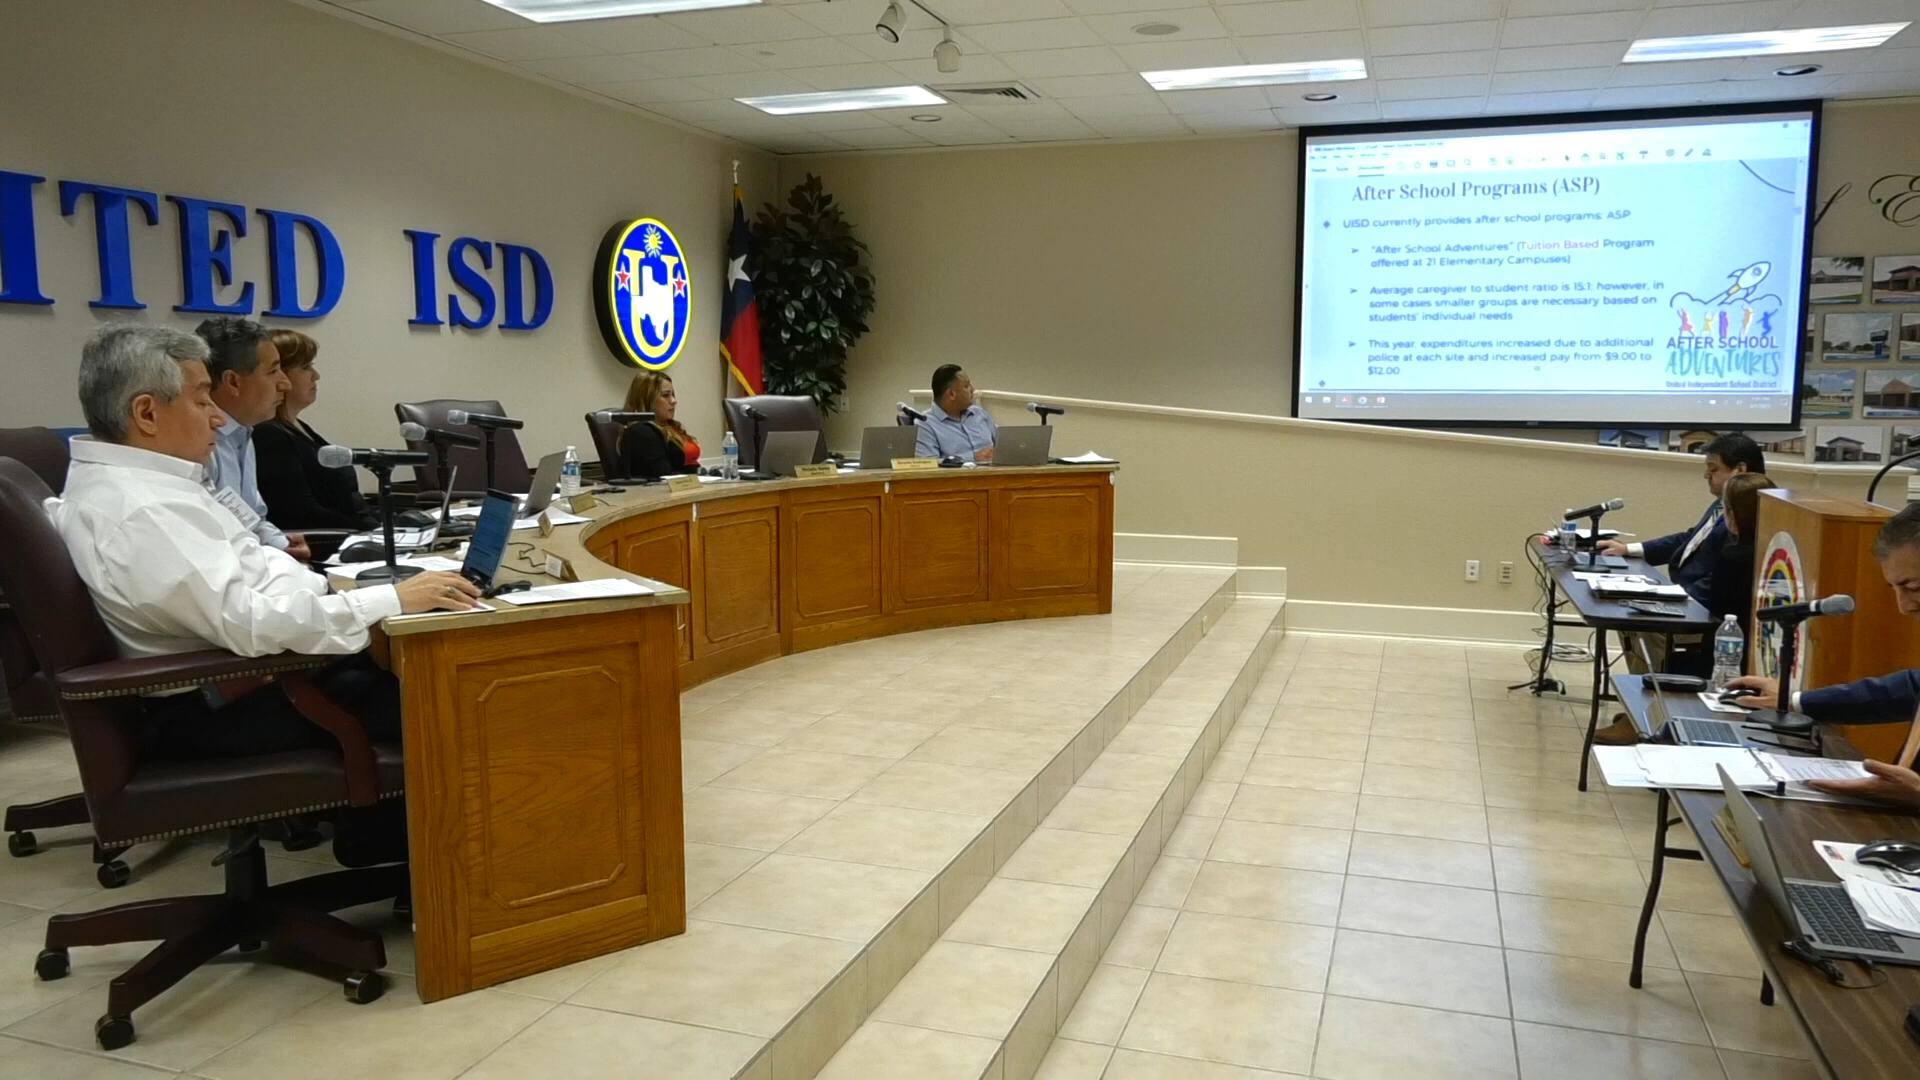 ITED ISD
U
After School Programs (ASP)
UISD currently provides after school programs: ASP
"After School Adventures" (Tuition Based Program
offered at 21 Elementary Campuses)
Average caregiver to student ratio is 15:1; however, in
some cases smaller groups are necessary based on
students' individual needs
This year, expenditures increased due to additional
police at each site and increased pay from $9.00 to
$12.00
AFTER SCHOOL
ADVENTURES
United Independent School District